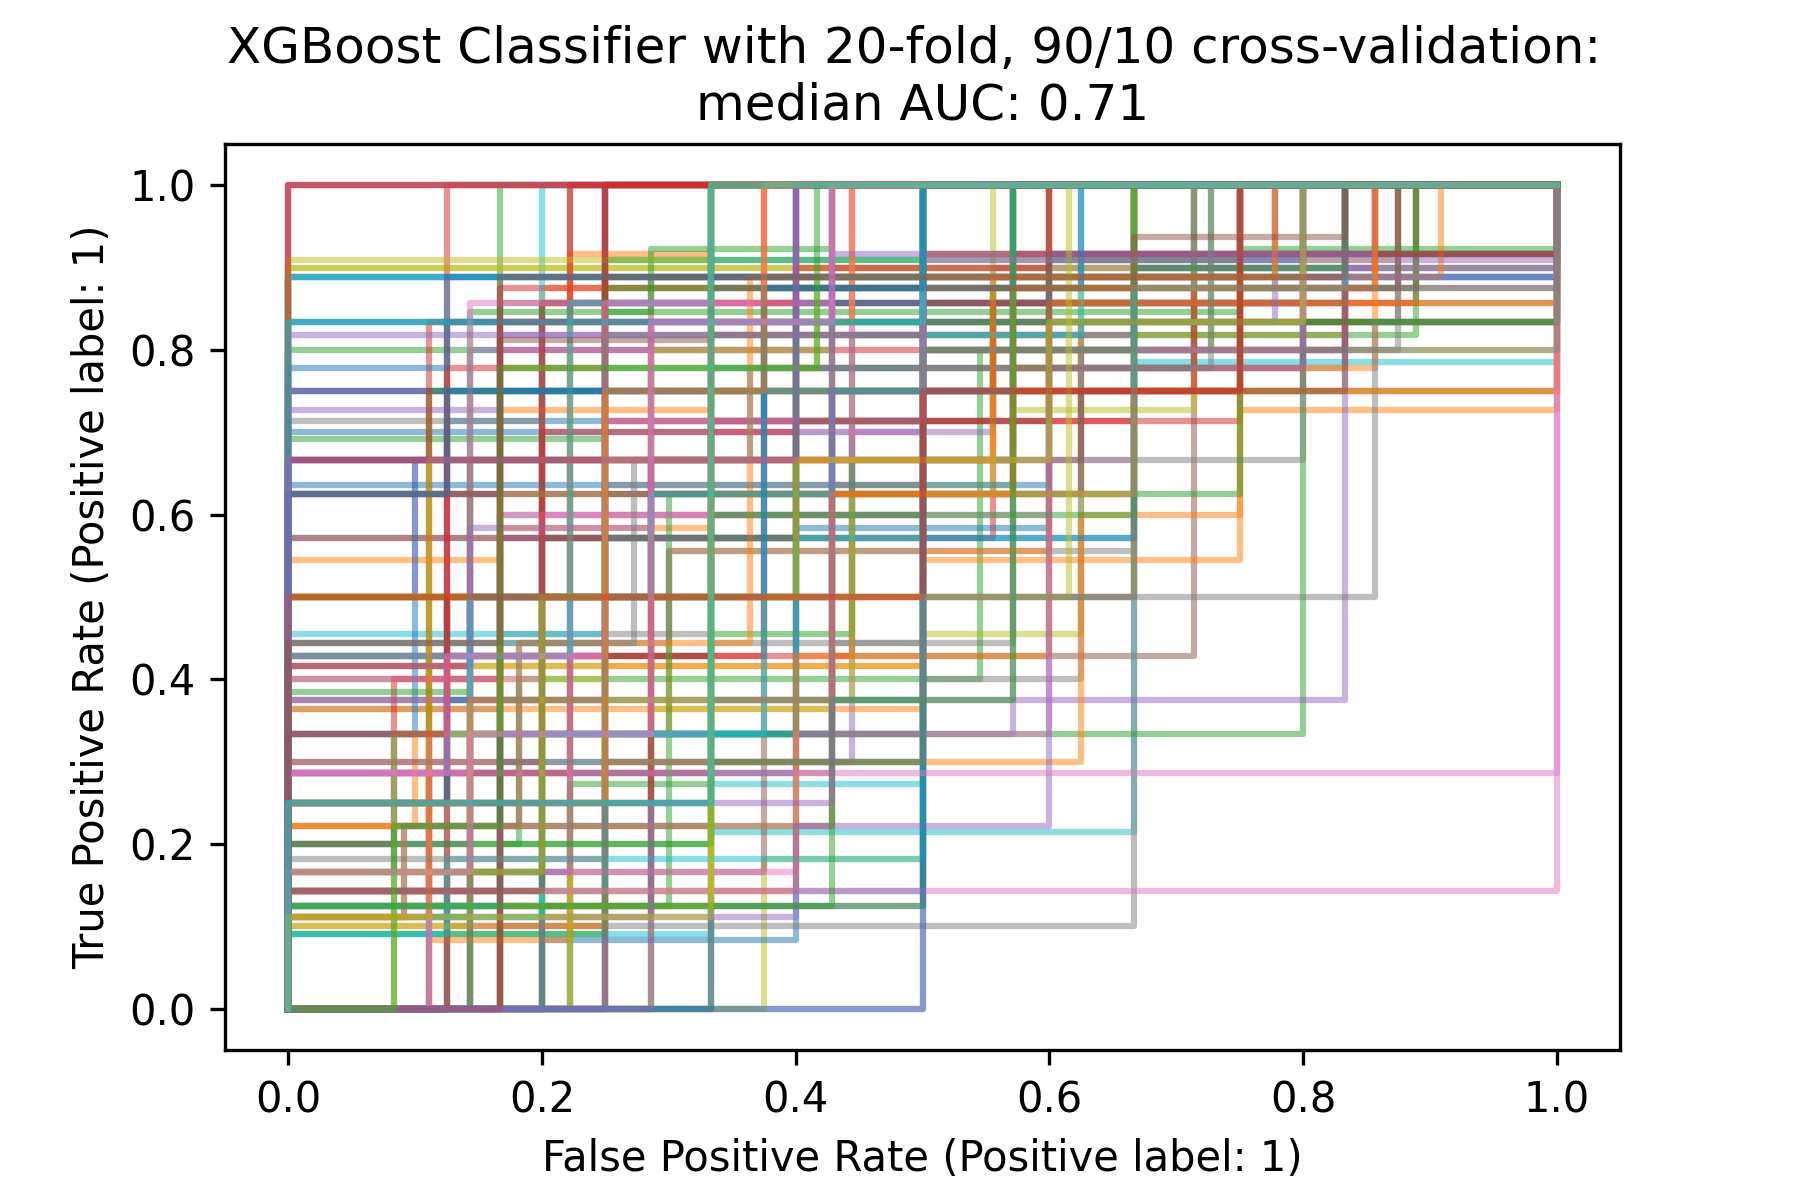 XGBoost Classifier with 20-fold, 90/10 cross-validation:
median AUC: 0.71
True Positive Rate (Positive label: 1)
1.0
0.8
0.6
0.4
0.2
0.0
0.0 0.2 0.4 0.6 0.8 1.0
False Positive Rate (Positive label: 1)